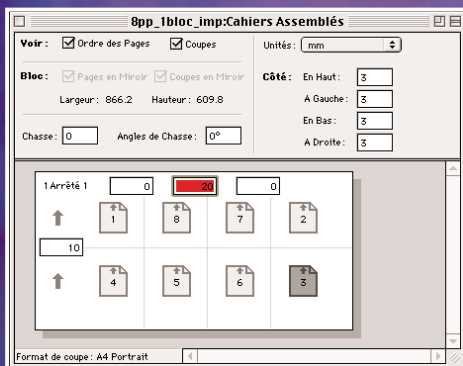 8pp_1bloc_imp:Cahiers Assemblés
Voir : Ordre des Pages Coupes
Unités : mm
Bloc : Pages en Miroir Coupes en Miroir
Largeur : 866.2 Hauteur : 609.8
Chasse : 0 Angles de Chasse : 0°
Côté : En Haut : 3
A Gauche : 3
En Bas : 3
A Droite : 3
1 Arrêté 1 0 20 0
1 8 7 2
10
4 5 6 3
Format de coupe : A4 Portrait